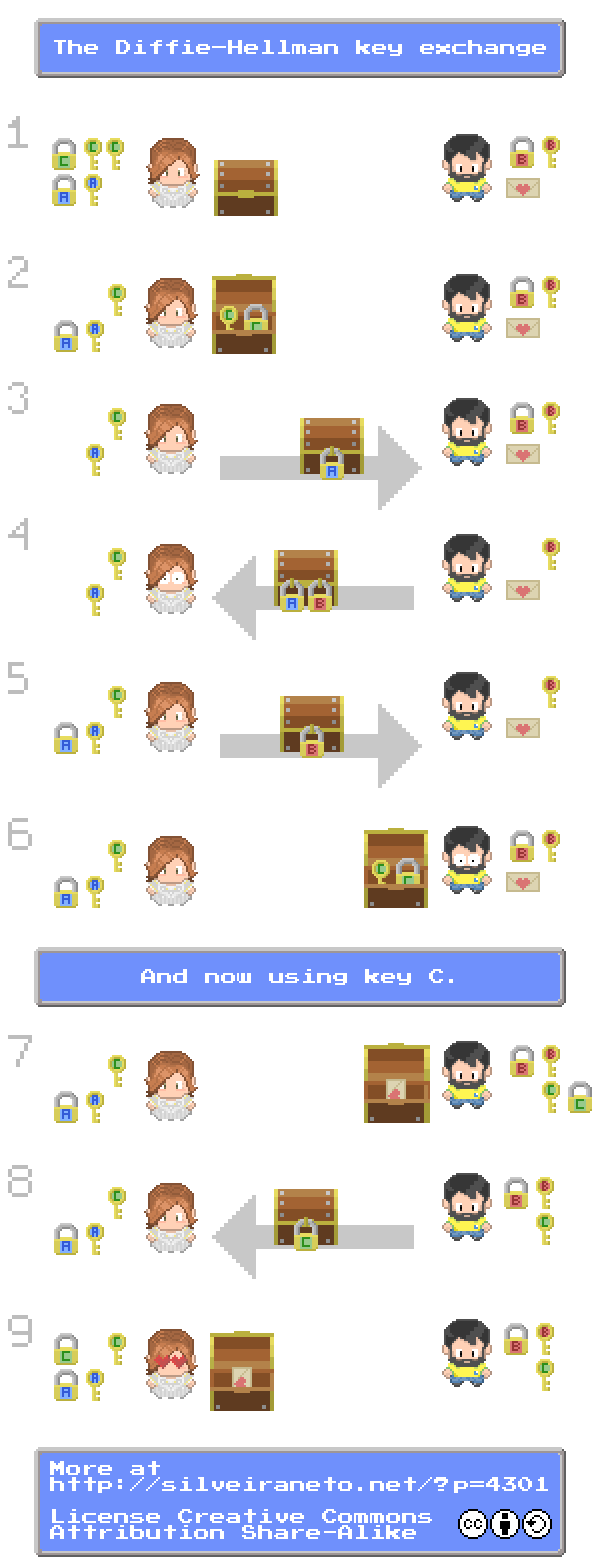 The Diffie-Hellman key exchange
1
C C C
A A
B B
2
C C C
A
B B
3
C
A
A
B B
4
C
A
A B
B
5
C
A A
B
B
6
C
A A
C C
B B
And now using key C.
7
C
A A
B B
C C
8
C
A A
C
B B
C
9
C C
A A
B B
C
More at
http://silveiraneto.net/?p=4301
License Creative Commons
Attribution Share-Alike
cc